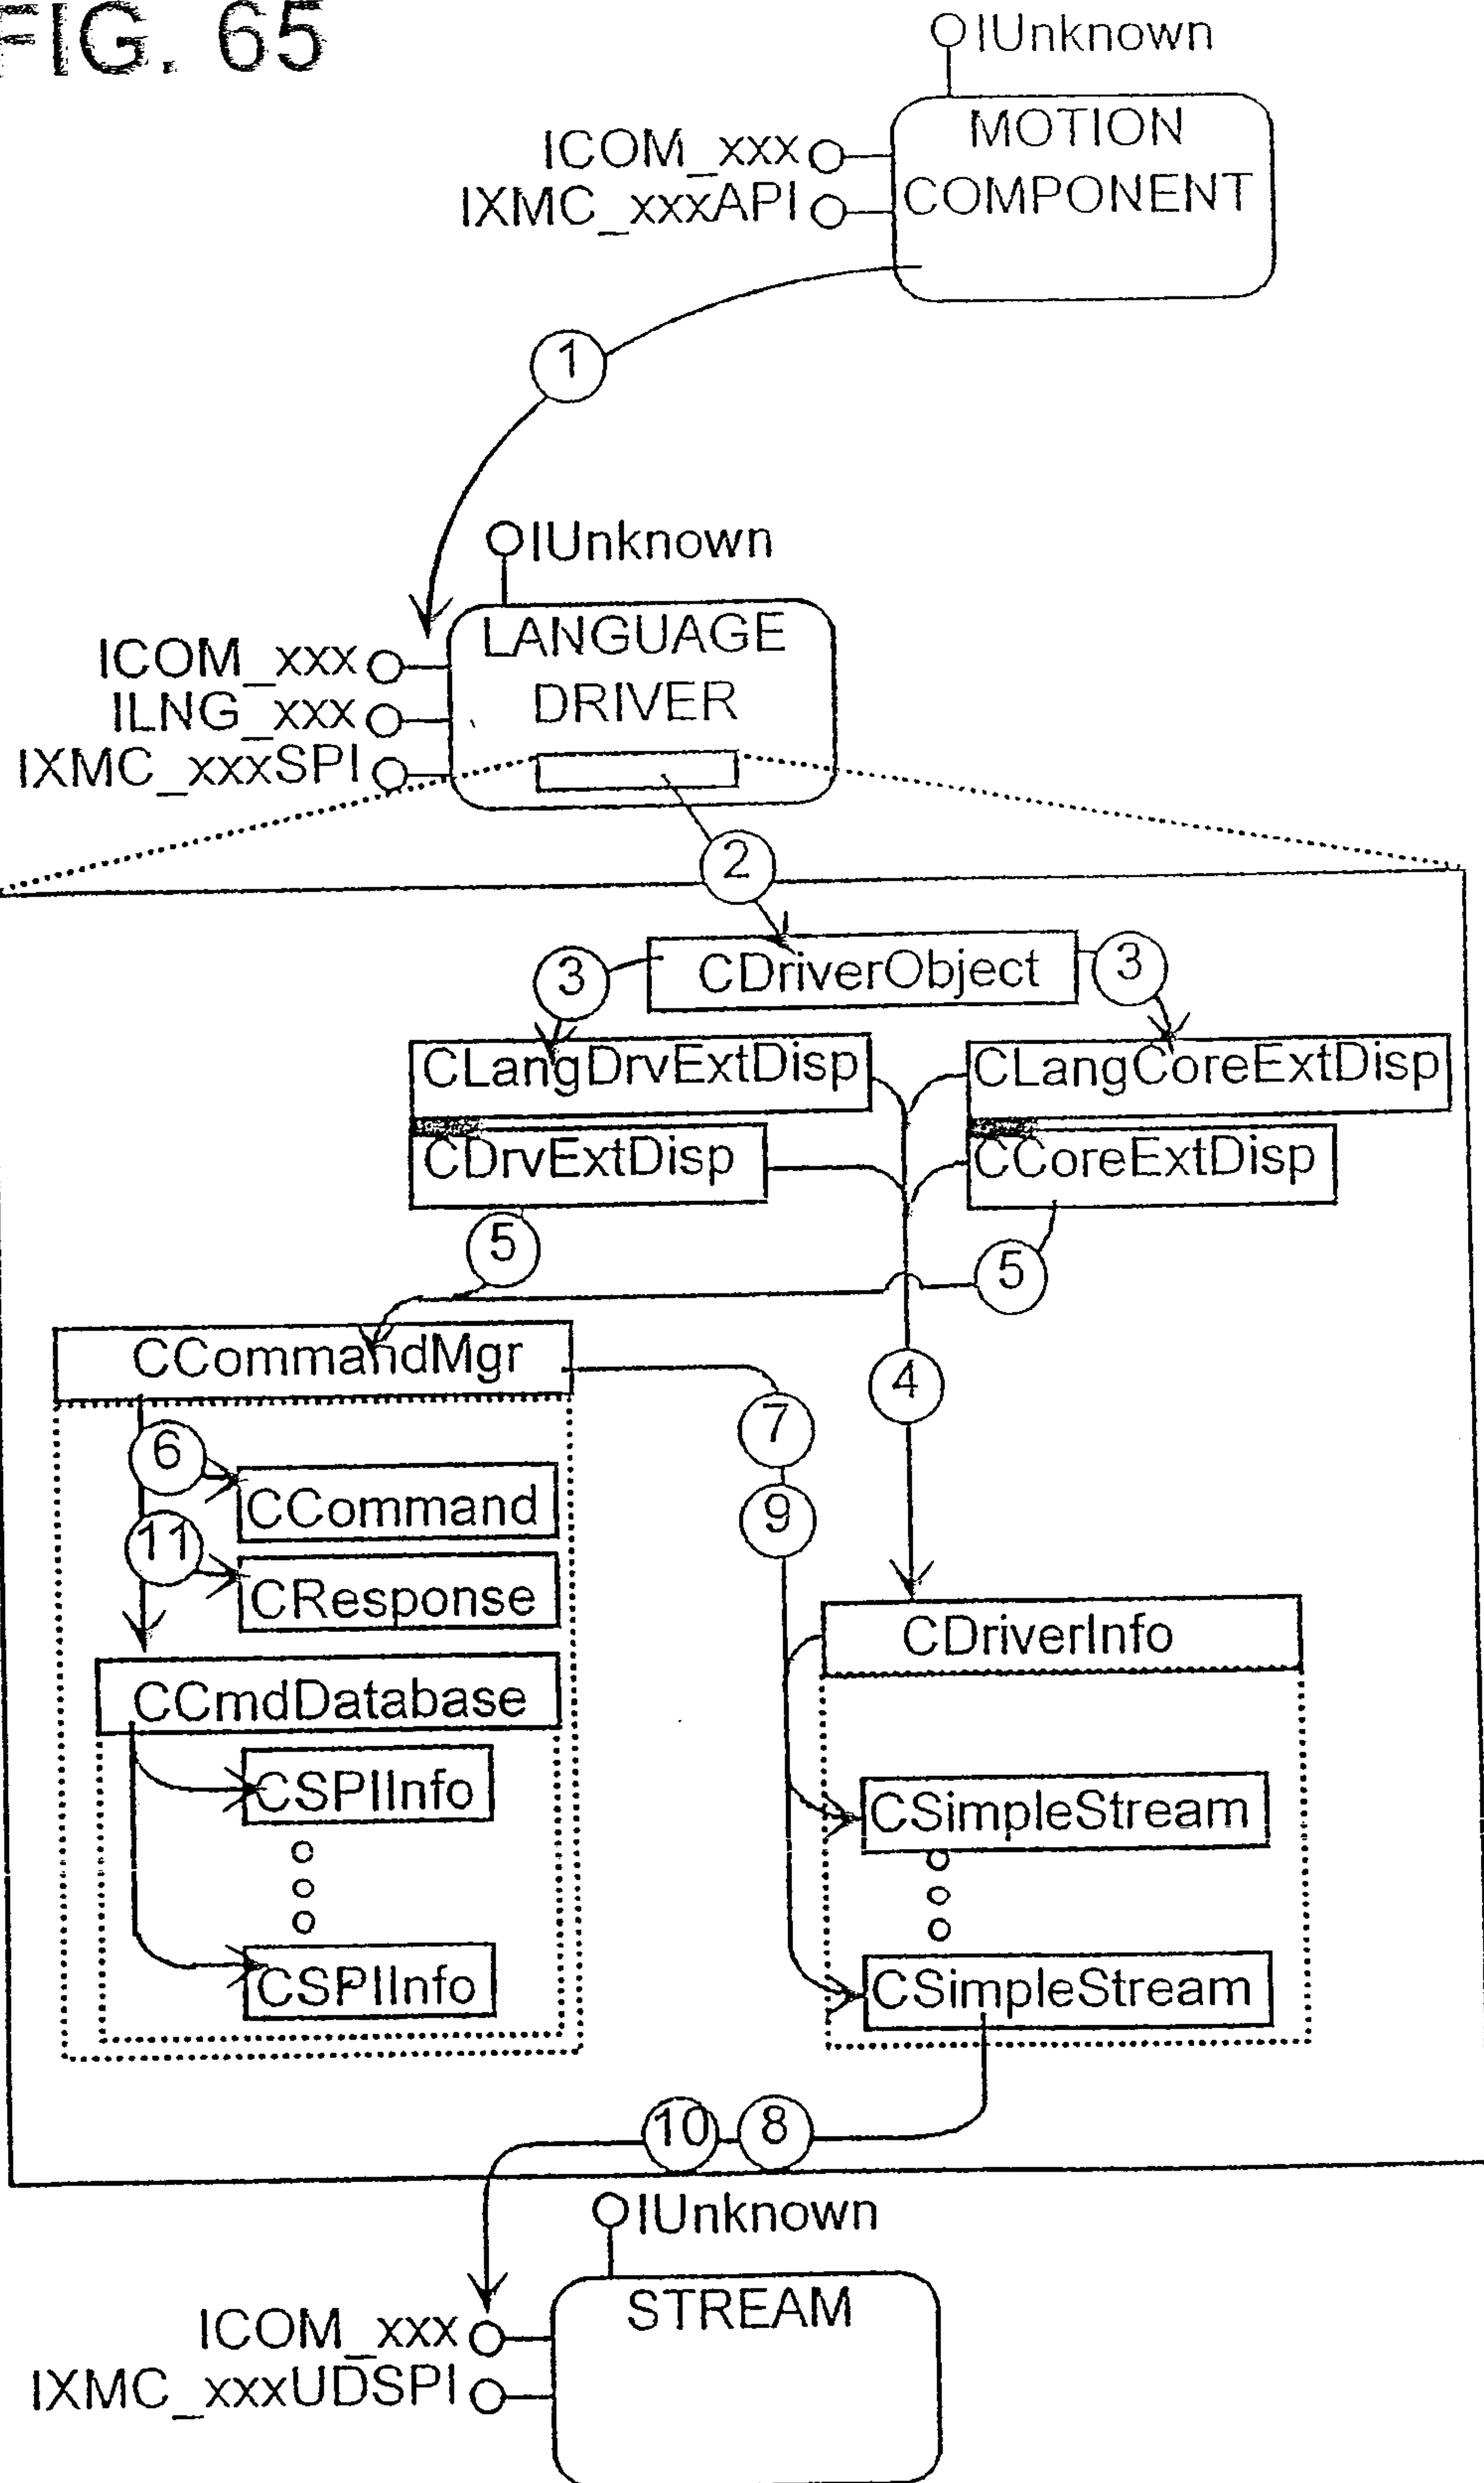 FIG. 65
IUnknown
MOTION
COMPONENT
ICOM_xxx
IXMC_xxxAPI
1
IUnknown
LANGUAGE
DRIVER
ICOM_xxx
ILNG_xxx
IXMC_xxxSPI
2
CDriverObject
3
3
CLangDrvExtDisp
CLangCoreExtDisp
CDrvExtDisp
CCoreExtDisp
5
5
CCommandMgr
4
7
6
CCommand
9
11
CResponse
CDriverInfo
CCmdDatabase
CSPIInfo
CSimpleStream
CSPIInfo
CSimpleStream
10
8
IUnknown
STREAM
ICOM_xxx
IXMC_xxxUDSPI